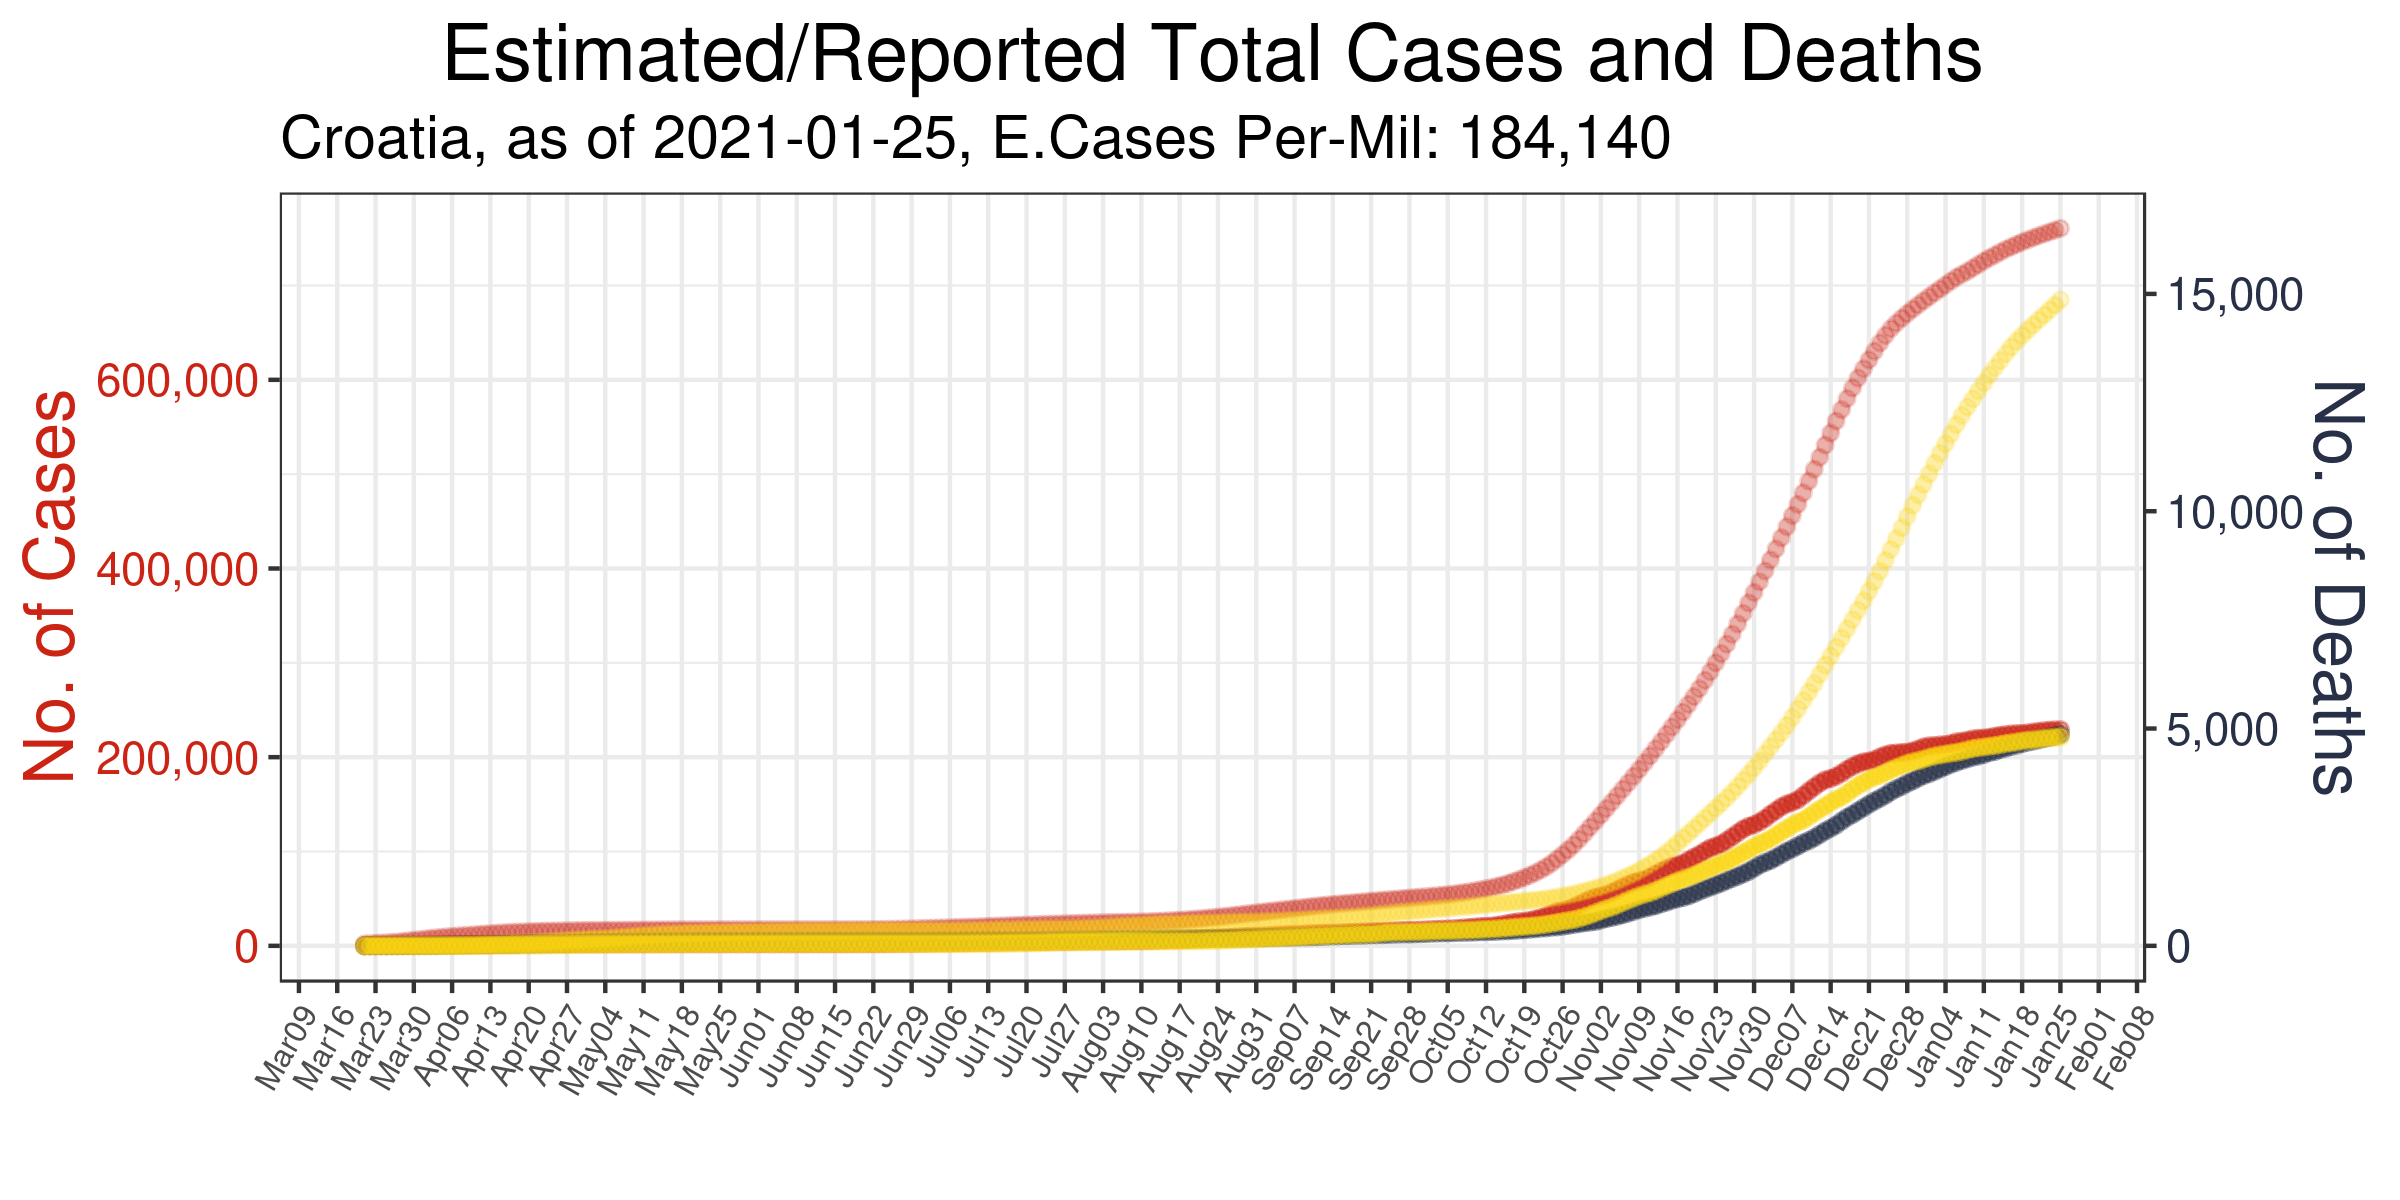 Estimated/Reported Total Cases and Deaths
Croatia, as of 2021-01-25, E.Cases Per-Mil: 184,140
No. of Cases
600,000
400,000
200,000
0
15,000
10,000
5,000
0
No. of Deaths
Mar09
Mar16
Mar23
Mar30
Apr06
Apr13
Apr20
Apr27
May04
May11
May18
May25
Jun01
Jun08
Jun15
Jun22
Jun29
Jul06
Jul13
Jul20
Jul27
Aug03
Aug10
Aug17
Aug24
Aug31
Sep07
Sep14
Sep21
Sep28
Oct05
Oct12
Oct19
Oct26
Nov02
Nov09
Nov16
Nov23
Nov30
Dec07
Dec14
Dec21
Dec28
Jan04
Jan11
Jan18
Jan25
Feb01
Feb08